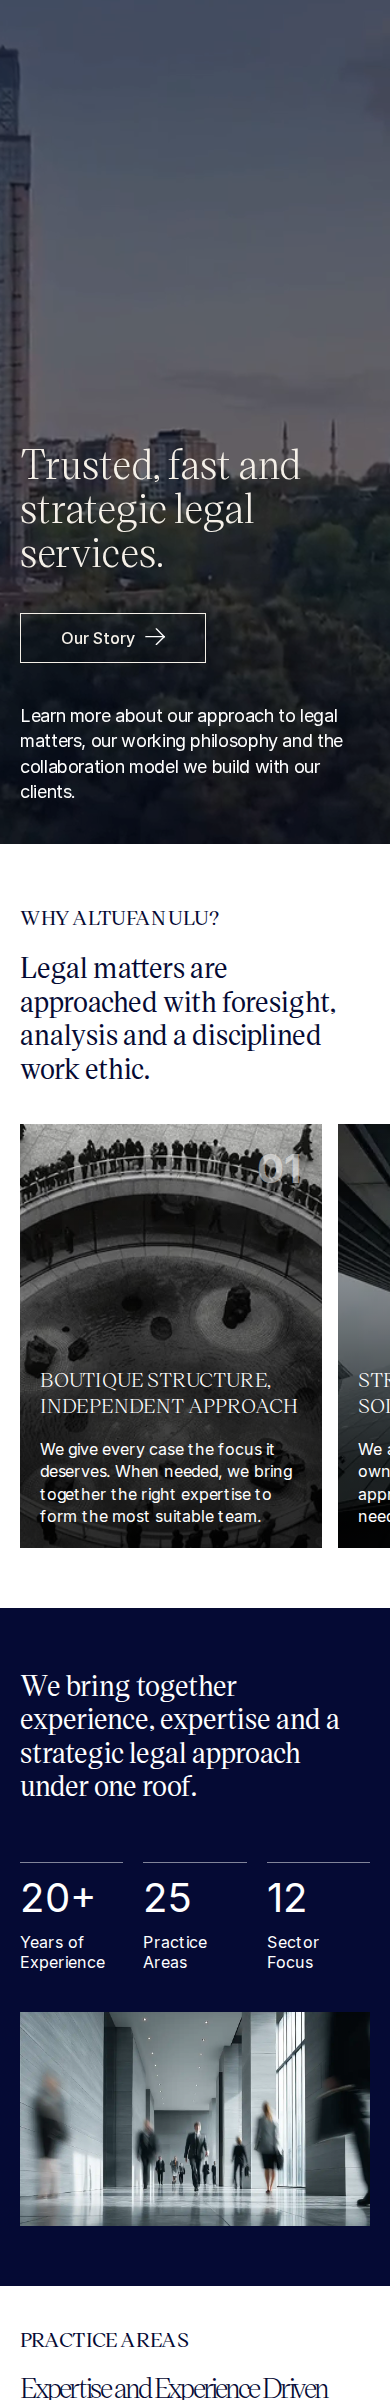 Trusted, fast and
strategic legal
services.
Our Story
Learn more about our approach to legal
matters, our working philosophy and the
collaboration model we build with our
clients.
WHY ALTUFAN ULU?
Legal matters are
approached with foresight,
analysis and a disciplined
work ethic.
01
BOUTIQUE STRUCTURE,
INDEPENDENT APPROACH
We give every case the focus it
deserves. When needed, we bring
together the right expertise to
form the most suitable team.
We bring together
experience, expertise and a
strategic legal approach
under one roof.
20+
Years of
Experience
25
Practice
Areas
12
Sector
Focus
PRACTICE AREAS
Expertise and Experience Driven